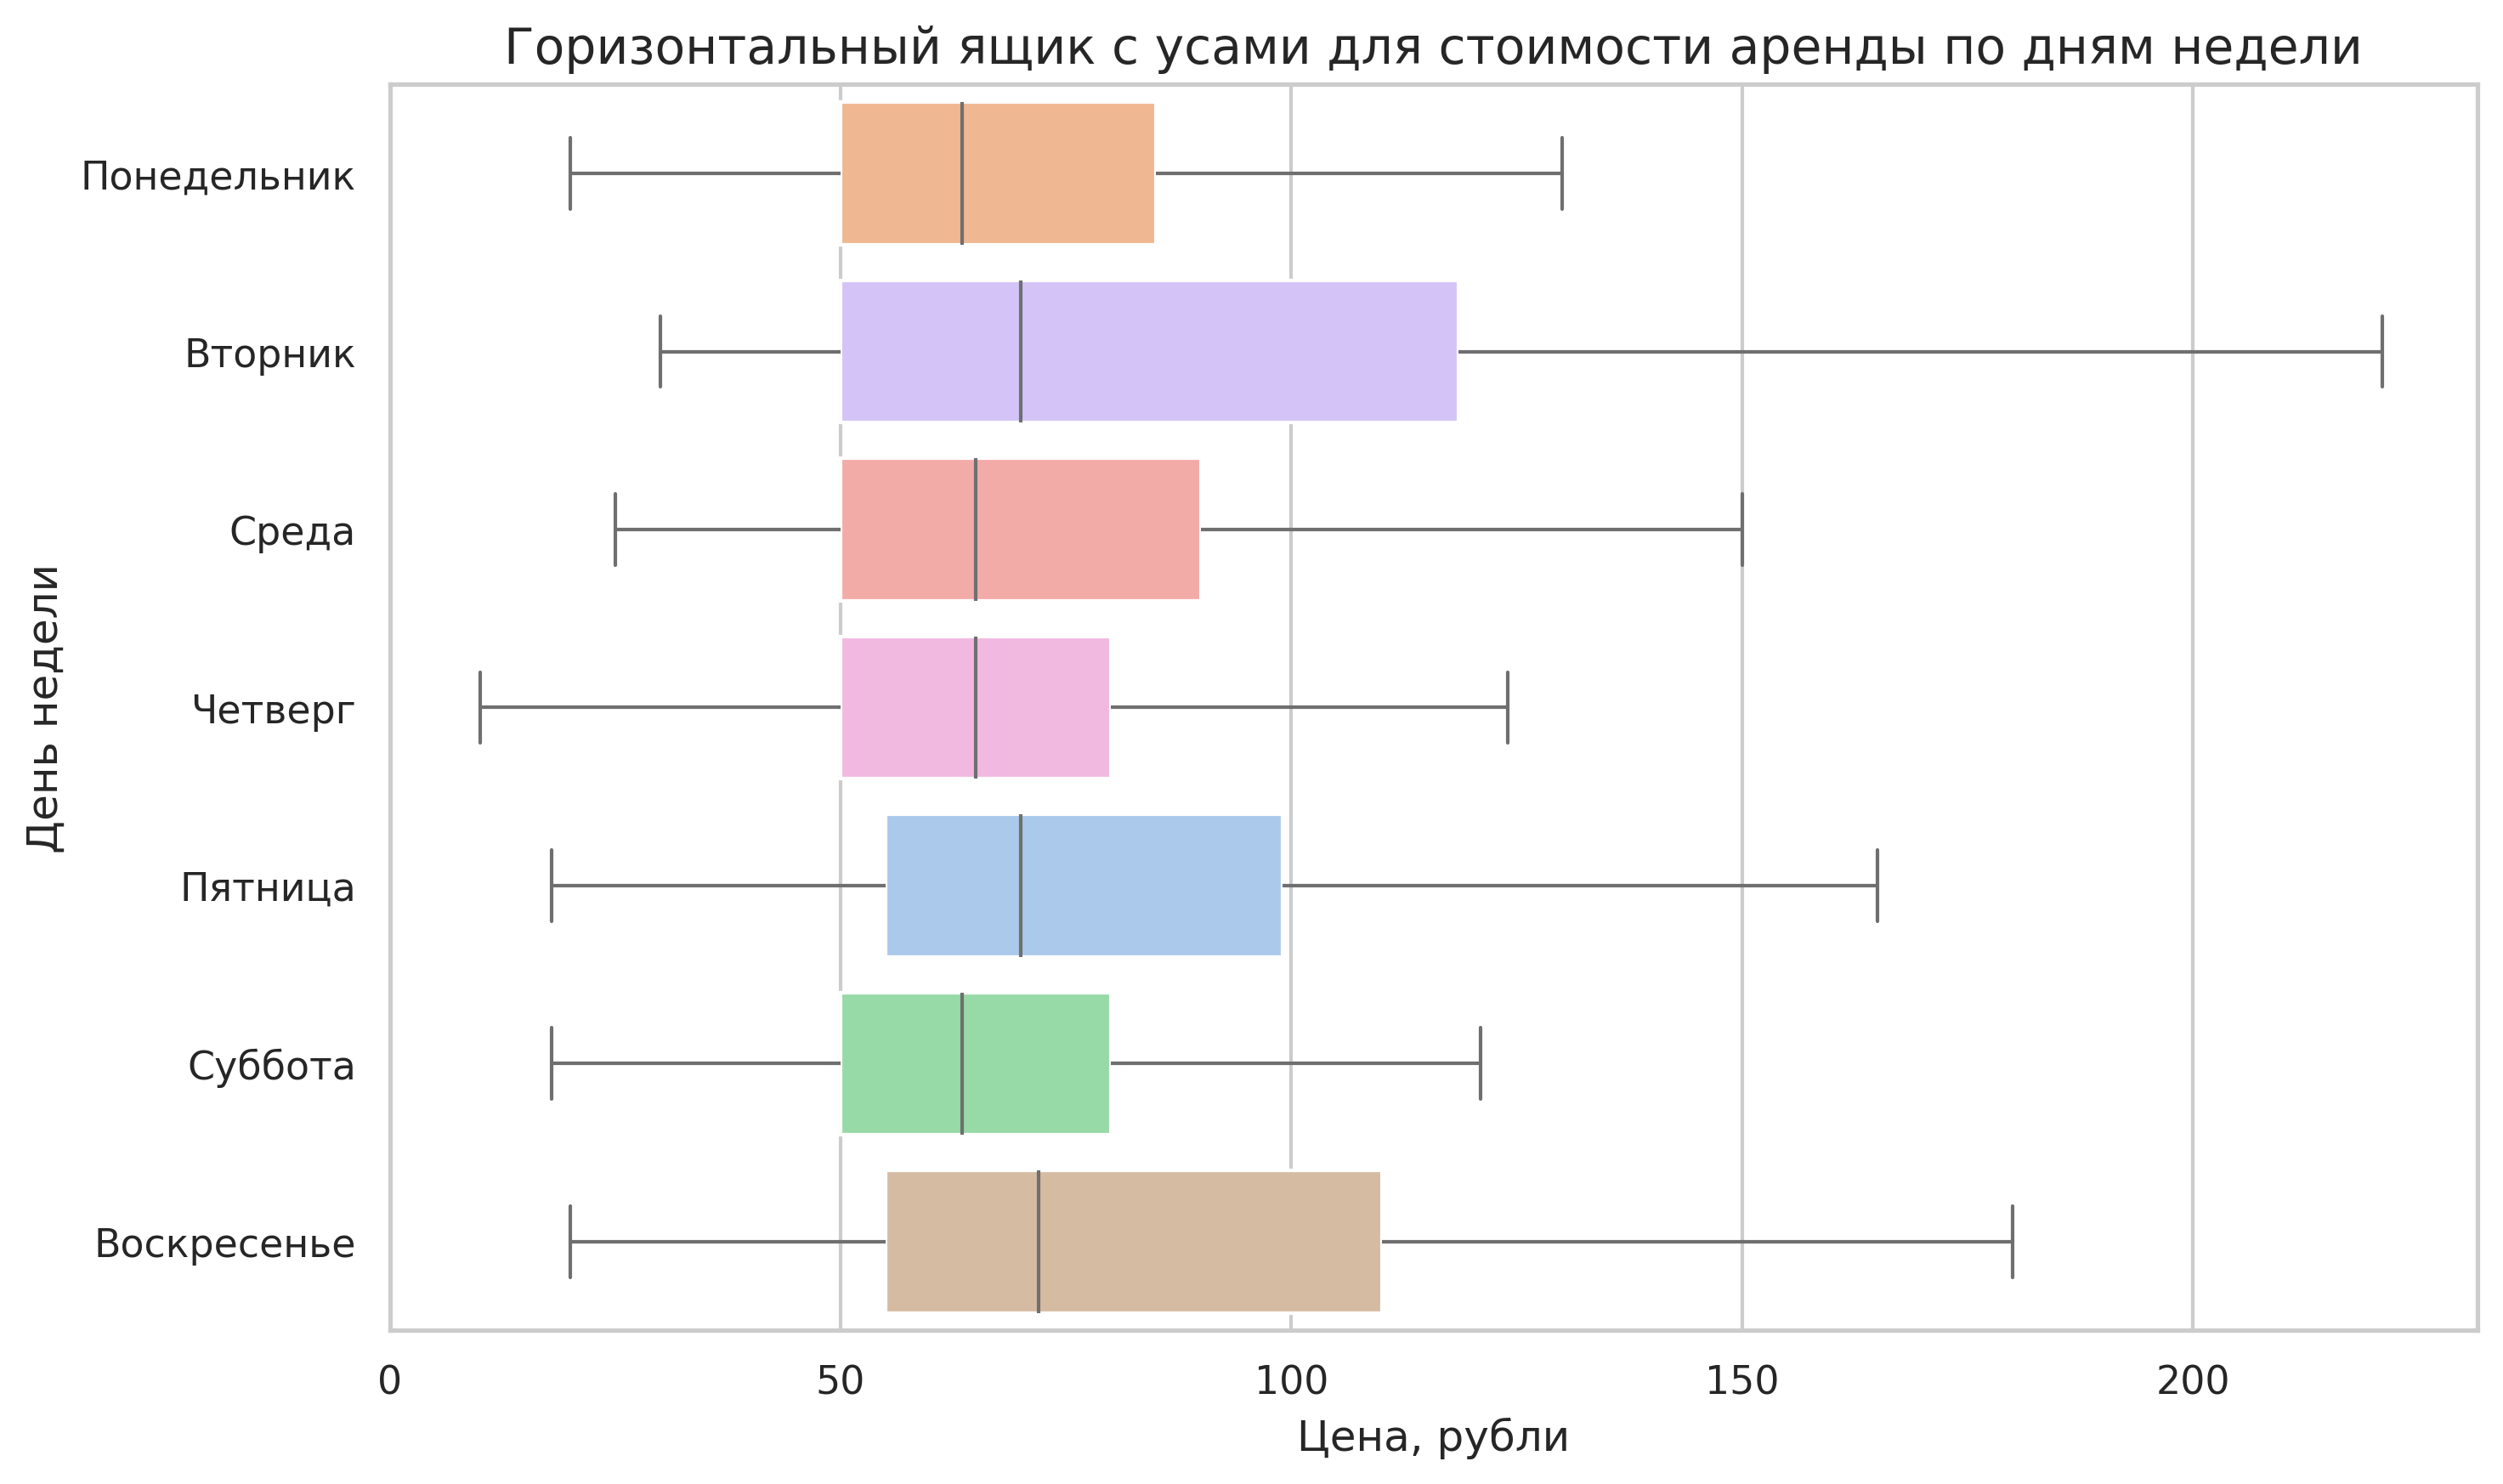 Горизонтальный ящик с усами для стоимости аренды по дням недели
День недели
Понедельник
Вторник
Среда
Четверг
Пятница
Суббота
Воскресенье
0 50 100 150 200
Цена, рубли